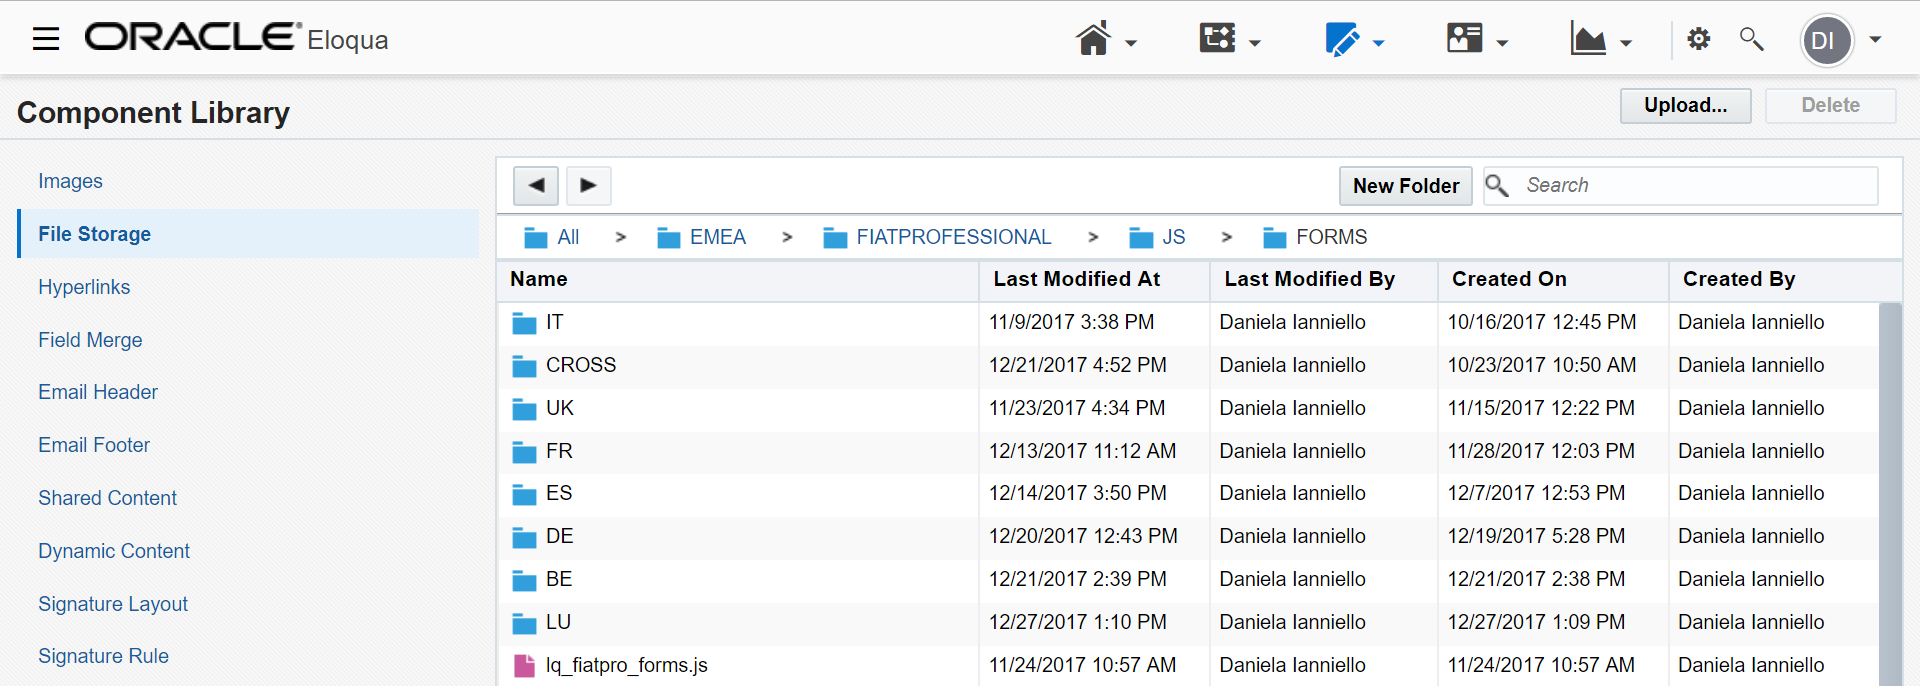 ORACLE® Eloqua
DI
Component Library
Upload...
Delete
Images
File Storage
Hyperlinks
Field Merge
Email Header
Email Footer
Shared Content
Dynamic Content
Signature Layout
Signature Rule
New Folder
Search
All > EMEA > FIATPROFESSIONAL > JS > FORMS
Name Last Modified At Last Modified By Created On Created By
IT 11/9/2017 3:38 PM Daniela Ianniello 10/16/2017 12:45 PM Daniela Ianniello
CROSS 12/21/2017 4:52 PM Daniela Ianniello 10/23/2017 10:50 AM Daniela Ianniello
UK 11/23/2017 4:34 PM Daniela Ianniello 11/15/2017 12:22 PM Daniela Ianniello
FR 12/13/2017 11:12 AM Daniela Ianniello 11/28/2017 12:03 PM Daniela Ianniello
ES 12/14/2017 3:50 PM Daniela Ianniello 12/7/2017 12:53 PM Daniela Ianniello
DE 12/20/2017 12:43 PM Daniela Ianniello 12/19/2017 5:28 PM Daniela Ianniello
BE 12/21/2017 2:39 PM Daniela Ianniello 12/21/2017 2:38 PM Daniela Ianniello
LU 12/27/2017 1:10 PM Daniela Ianniello 12/27/2017 1:09 PM Daniela Ianniello
lq_fiatpro_forms.js 11/24/2017 10:57 AM Daniela Ianniello 11/24/2017 10:57 AM Daniela Ianniello